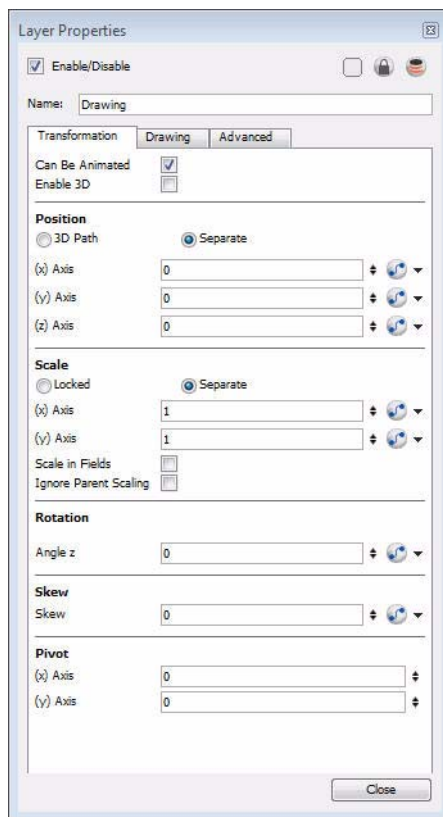 Layer Properties
Enable/Disable
Name: Drawing
Transformation Drawing Advanced
Can Be Animated
Enable 3D
Position
3D Path Separate
(x) Axis 0
(y) Axis 0
(z) Axis 0
Scale
Locked Separate
(x) Axis 1
(y) Axis 1
Scale in Fields
Ignore Parent Scaling
Rotation
Angle z 0
Skew
Skew 0
Pivot
(x) Axis 0
(y) Axis 0
Close